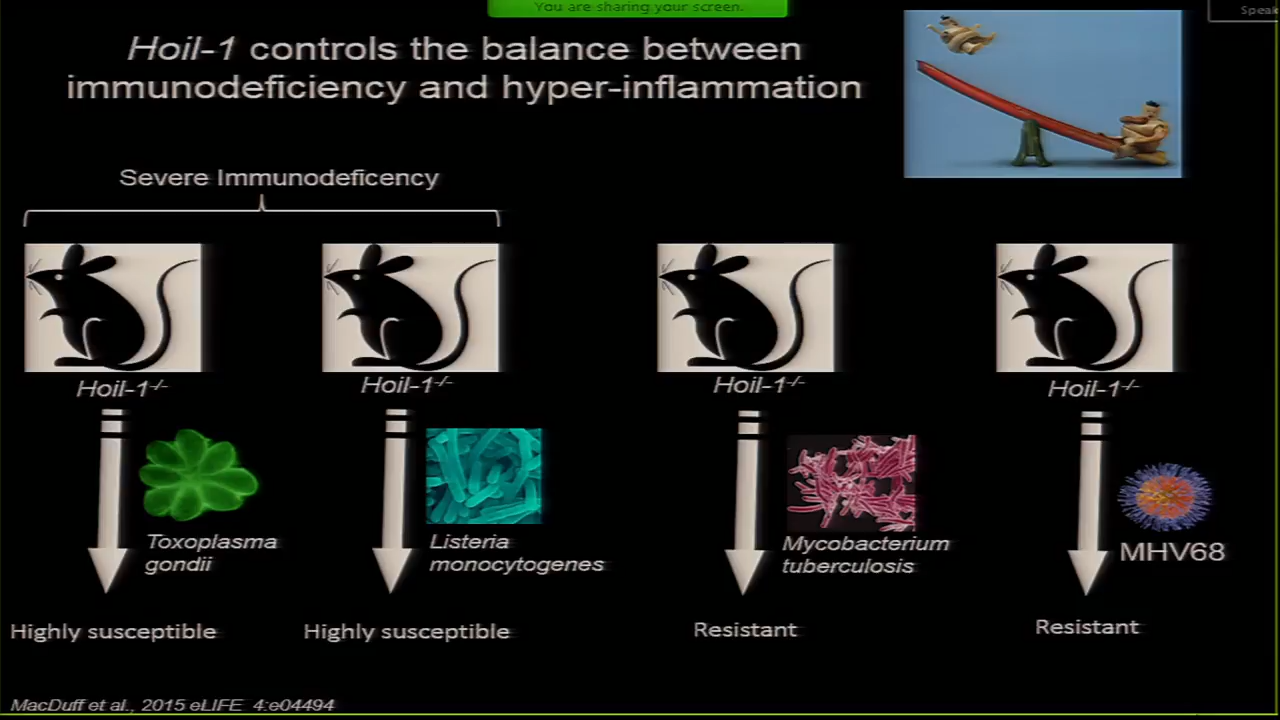 You are sharing your screen.
Speak
Hoil-1 controls the balance between
immunodeficiency and hyper-inflammation
Severe Immunodeficency
Hoil-1-/-
Hoil-1-/-
Hoil-1-/-
Hoil-1-/-
Toxoplasma
gondii
Listeria
monocytogenes
Mycobacterium
tuberculosis
MHV68
Highly susceptible
Highly susceptible
Resistant
Resistant
MacDuff et al., 2015 eLIFE 4:e04494